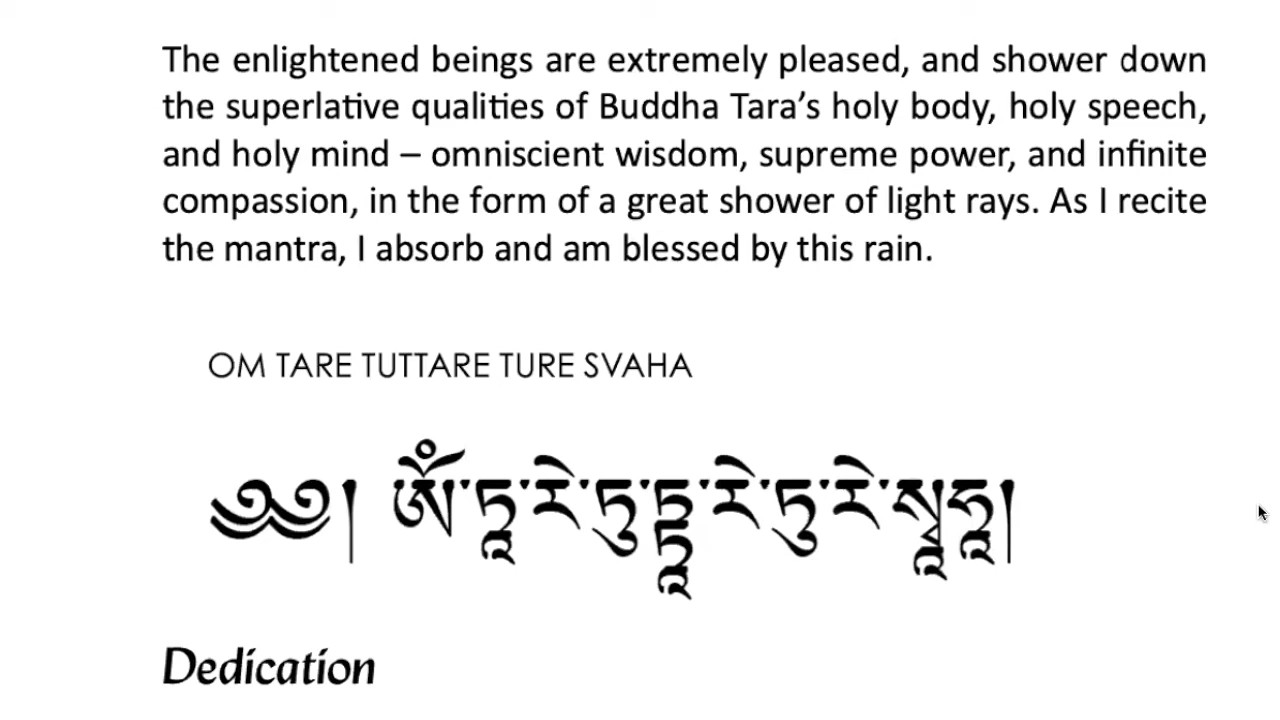 The enlightened beings are extremely pleased, and shower down
the superlative qualities of Buddha Tara’s holy body, holy speech,
and holy mind – omniscient wisdom, supreme power, and infinite
compassion, in the form of a great shower of light rays. As I recite
the mantra, I absorb and am blessed by this rain.
OM TARE TUTTARE TURE SVAHA
༄༅། ཨོཾ་ཏཱ་རེ་ཏུ་ཏྟཱ་རེ་ཏུ་རེ་སྭཱཧཱ།
Dedication